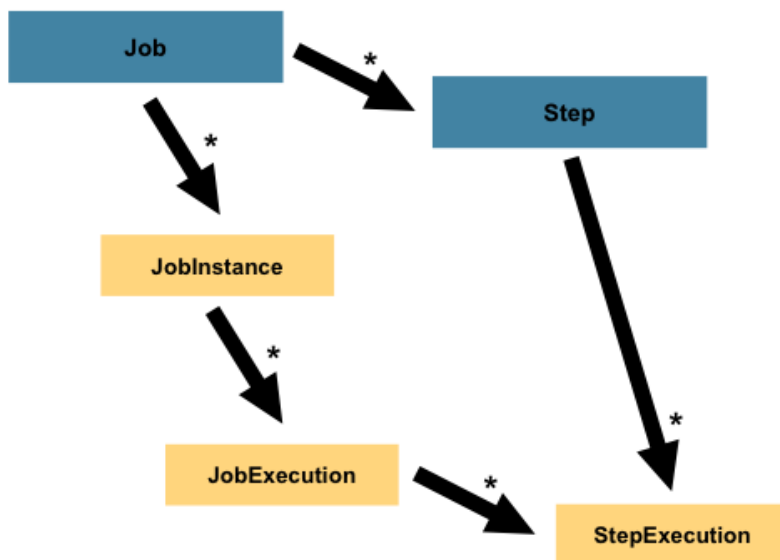 Job
*
Step
*
JobInstance
*
JobExecution
*
*
StepExecution